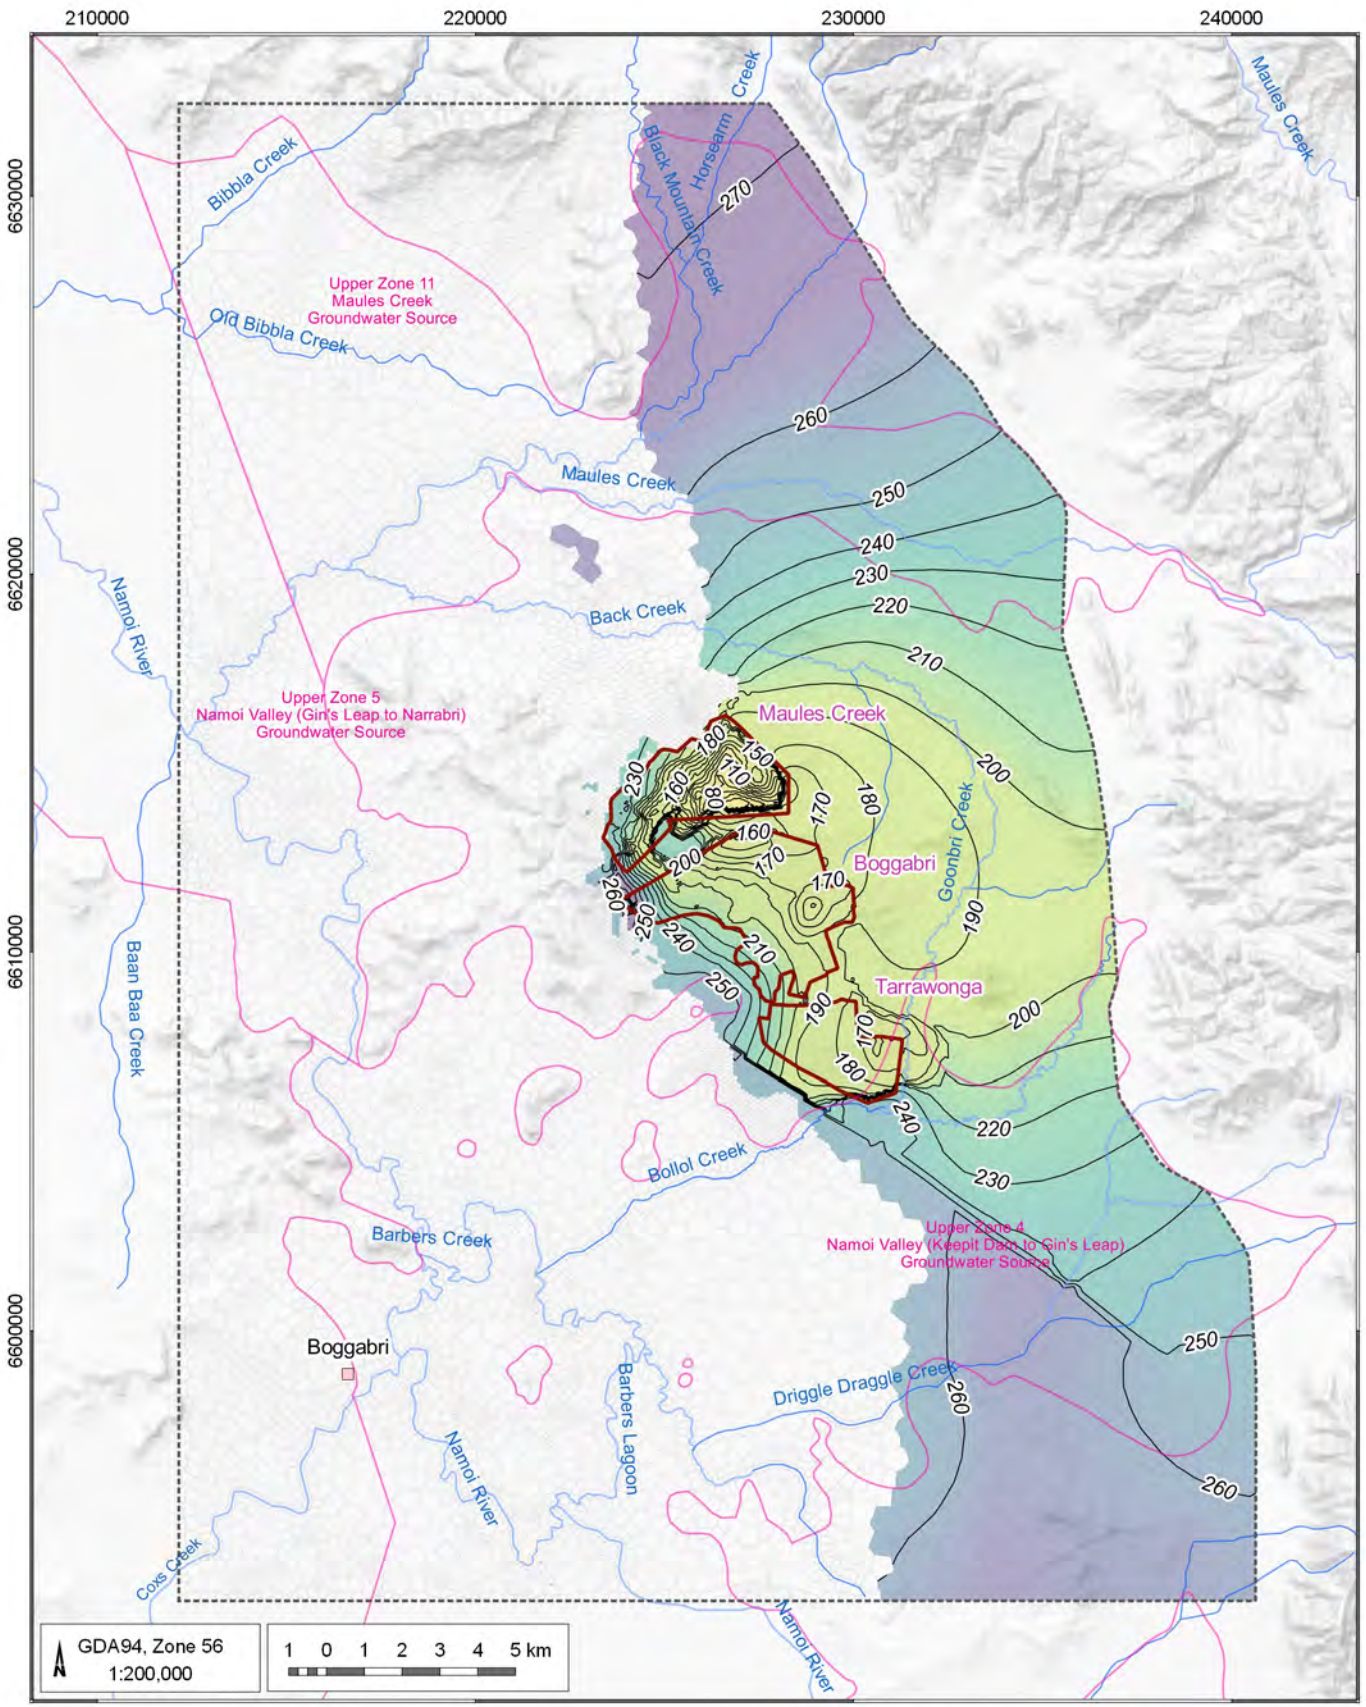 210000
220000
230000
240000
6630000
6620000
6610000
6600000
Maules Creek
Horsearm Creek
Black Mountain Creek
Bibbla Creek
270
Upper Zone 11
Maules Creek
Groundwater Source
Old Bibbla Creek
260
Maules Creek
250
240
230
220
Back Creek
Namoi River
210
Upper Zone 5
Namoi Valley (Gin's Leap to Narrabri)
Groundwater Source
Maules Creek
180
150
200
230
160
110
80
170
180
160
Goonbri Creek
200
170
Boggabri
170
260
250
240
210
190
250
Baan Baa Creek
Tarrawonga
190
170
200
180
240
220
Bollol Creek
230
Barbers Creek
Upper Zone 4
Namoi Valley (Keepit Dam to Gin's Leap)
Groundwater Source
Boggabri
250
Driggle Draggle Creek
260
Barbers Lagoon
Namoi River
260
Coxs Creek
Namoi River
N
GDA94, Zone 56
1:200,000
1 0 1 2 3 4 5 km